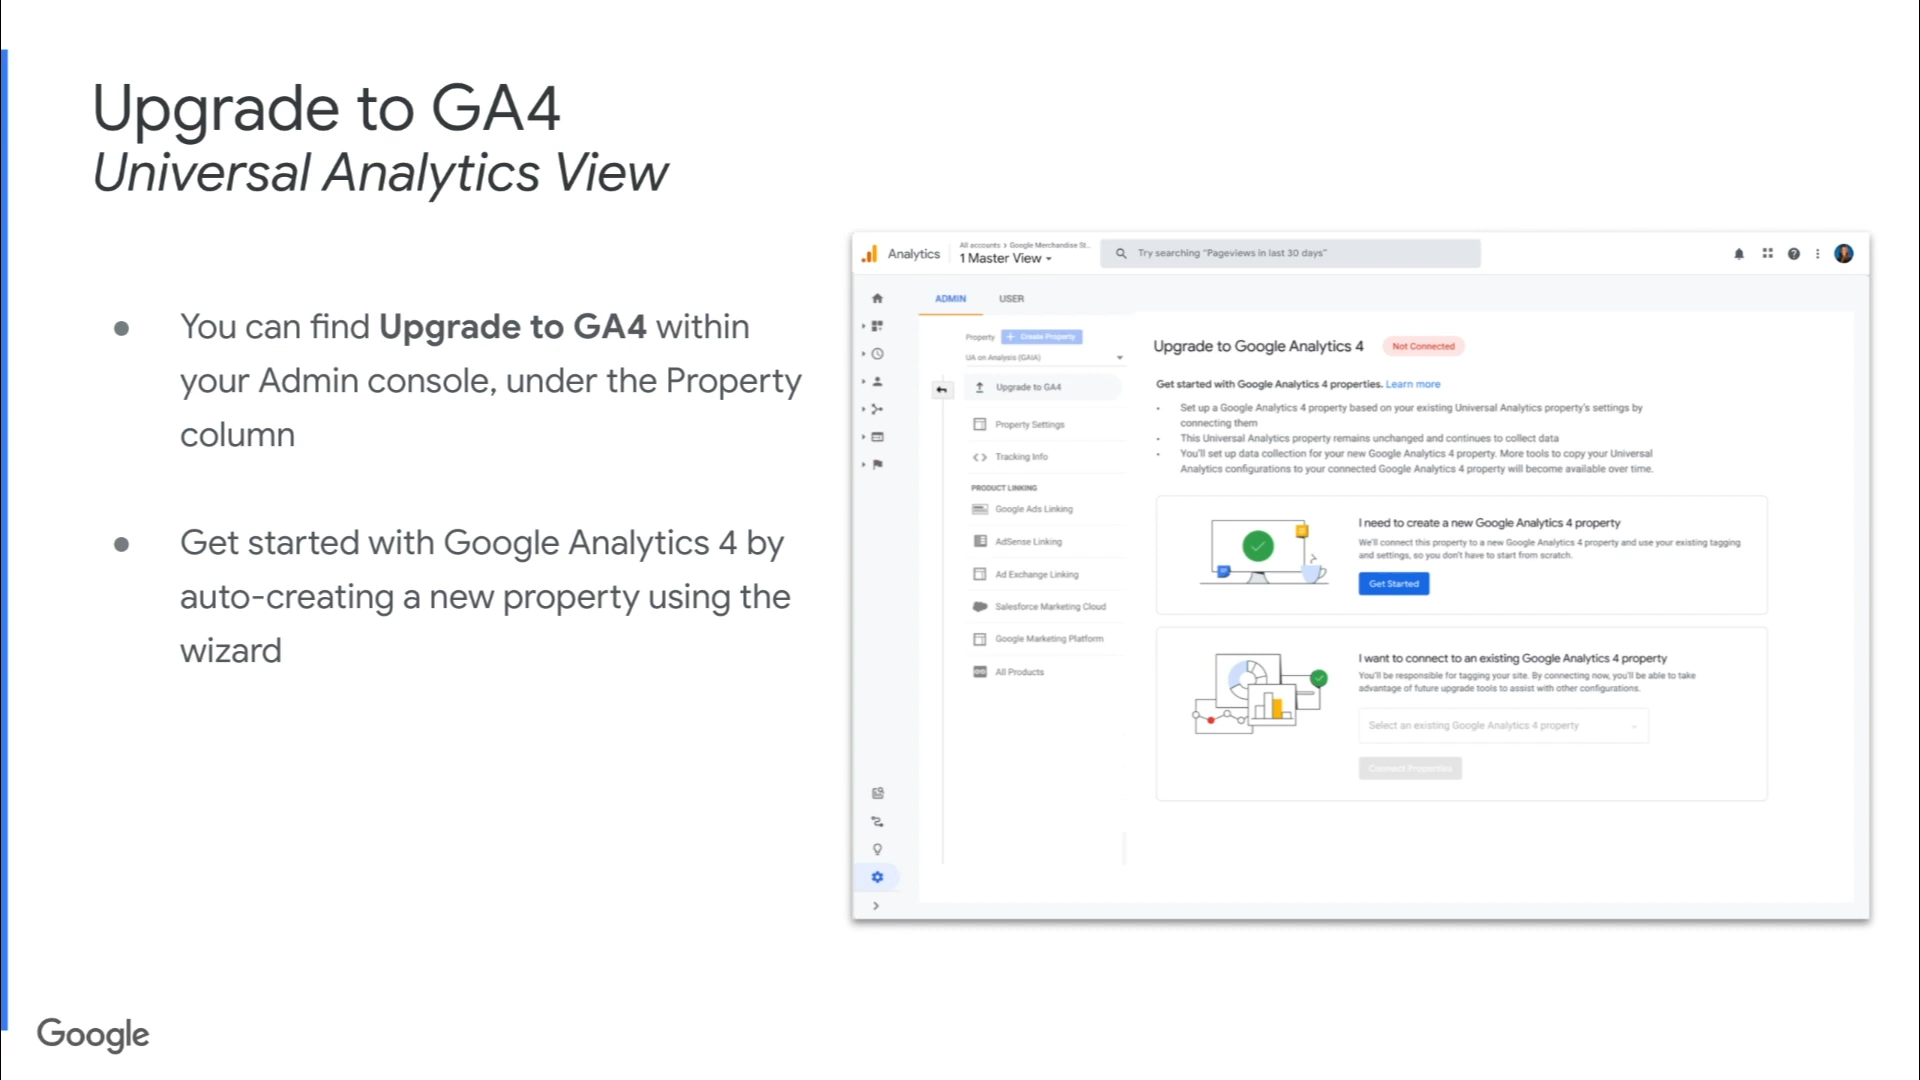 Upgrade to GA4
Universal Analytics View
You can find Upgrade to GA4 within
your Admin console, under the Property
column
Get started with Google Analytics 4 by
auto-creating a new property using the
wizard
Analytics
All accounts > Google Merchandise St...
1 Master View
Try searching "Pageviews in last 30 days"
ADMIN
USER
Property
+ Create Property
UA on Analysis (GAIA)
Upgrade to GA4
Property Settings
Tracking Info
PRODUCT LINKING
Google Ads Linking
AdSense Linking
Ad Exchange Linking
Salesforce Marketing Cloud
Google Marketing Platform
All Products
Upgrade to Google Analytics 4
Not Connected
Get started with Google Analytics 4 properties. Learn more
Set up a Google Analytics 4 property based on your existing Universal Analytics property's settings by
connecting them
This Universal Analytics property remains unchanged and continues to collect data
You'll set up data collection for your new Google Analytics 4 property. More tools to copy your Universal
Analytics configurations to your connected Google Analytics 4 property will become available over time.
I need to create a new Google Analytics 4 property
We'll connect this property to a new Google Analytics 4 property and use your existing tagging
and settings, so you don't have to start from scratch.
Get Started
I want to connect to an existing Google Analytics 4 property
You'll be responsible for tagging your site. By connecting now, you'll be able to take
advantage of future upgrade tools to assist with other configurations.
Select an existing Google Analytics 4 property
Connect Properties
Google